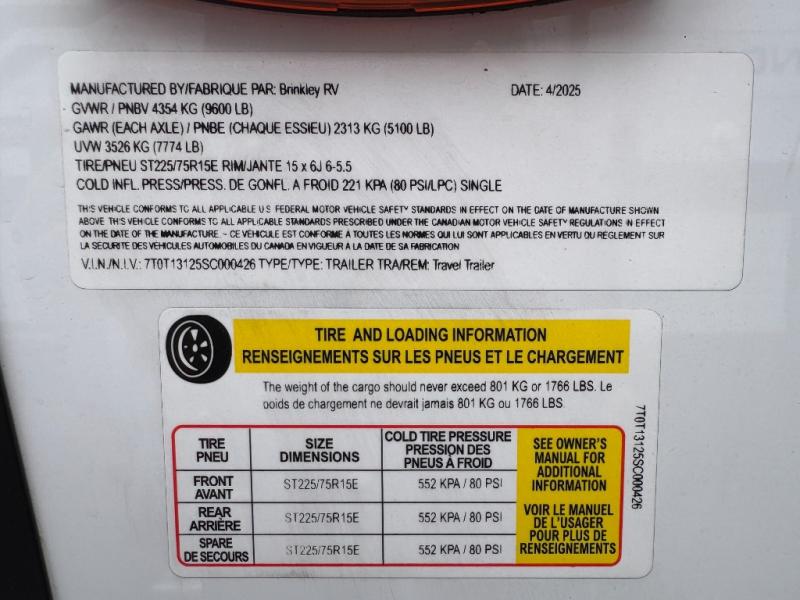 MANUFACTURED BY/FABRIQUE PAR: Brinkley RV DATE: 4/2025
GVWR / PNBV 4354 KG (9600 LB)
GAWR (EACH AXLE) / PNBE (CHAQUE ESSIEU) 2313 KG (5100 LB)
UVW 3526 KG (7774 LB)
TIRE/PNEU ST225/75R15E RIM/JANTE 15 x 6J 6-5.5
COLD INFL. PRESS/PRESS. DE GONFL. A FROID 221 KPA (80 PSI/LPC) SINGLE
THIS VEHICLE CONFORMS TO ALL APPLICABLE U.S FEDERAL MOTOR VEHICLE SAFETY STANDARDS IN EFFECT ON THE DATE OF MANUFACTURE SHOWN
ABOVE THIS VEHICLE CONFORMS TO ALL APPLICABLE STANDARDS PRESCRIBED UNDER THE CANADIAN MOTOR VEHICLE SAFETY REGULATIONS IN EFFECT
ON THE DATE OF THE MANUFACTURE. ~ CE VÉHICULE EST CONFORME A TOUTES LES NORMES QUI LUI SONT APPLICABLES EN VERTU DU RÉGLEMENT SUR
LA SECURITE DES VÉHICULES AUTOMOBILES DU CANADA EN VIGUEUR A LA DATE DE SA FABRICATION
V.I.N./N.I.V.: 7T0T13125SC000426 TYPE/TYPE: TRAILER TRA/REM: Travel Trailer
TIRE AND LOADING INFORMATION
RENSEIGNEMENTS SUR LES PNEUS ET LE CHARGEMENT
The weight of the cargo should never exceed 801 KG or 1766 LBS. Le
poids de chargement ne devrait jamais 801 KG ou 1766 LBS.
TIRE
PNEU
SIZE
DIMENSIONS
COLD TIRE PRESSURE
PRESSION DES
PNEUS À FROID
FRONT
AVANT
ST225/75R15E
552 KPA / 80 PSI
REAR
ARRIÈRE
ST225/75R15E
552 KPA / 80 PSI
SPARE
DE SECOURS
ST225/75R15E
552 KPA / 80 PSI
SEE OWNER'S
MANUAL FOR
ADDITIONAL
INFORMATION
VOIR LE MANUEL
DE L'USAGER
POUR PLUS DE
RENSEIGNEMENTS
7T0T13125SC000426